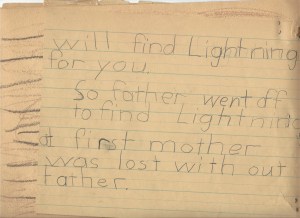 will find Lightning
for you.
So father went off
to find Lightning
at first mother
was lost with out
father.